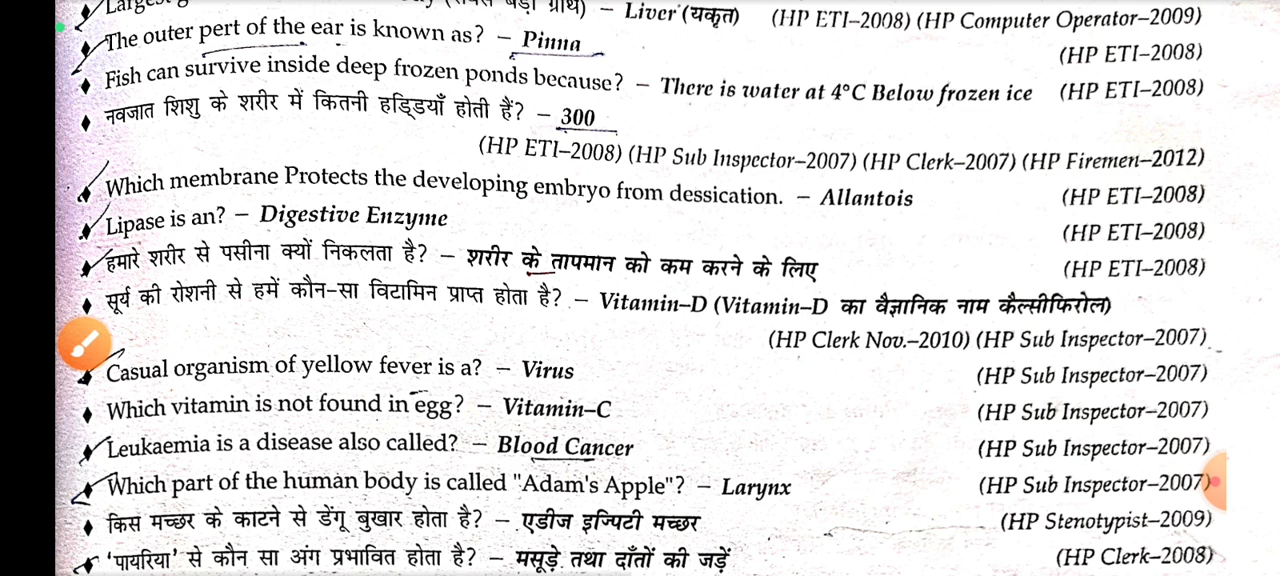 Largest (सबसे बड़ी ग्रंथि) – Liver (यकृत) (HP ETI–2008) (HP Computer Operator–2009)
The outer pert of the ear is known as? – Pinna (HP ETI–2008)
Fish can survive inside deep frozen ponds because? – There is water at 4°C Below frozen ice (HP ETI–2008)
नवजात शिशु के शरीर में कितनी हड्डियाँ होती हैं? – 300
(HP ETI–2008) (HP Sub Inspector–2007) (HP Clerk–2007) (HP Firemen–2012)
Which membrane Protects the developing embryo from dessication. – Allantois (HP ETI–2008)
Lipase is an? – Digestive Enzyme (HP ETI–2008)
हमारे शरीर से पसीना क्यों निकलता है? – शरीर के तापमान को कम करने के लिए (HP ETI–2008)
सूर्य की रोशनी से हमें कौन-सा विटामिन प्राप्त होता है? – Vitamin–D (Vitamin–D का वैज्ञानिक नाम कैल्सीफिरोल)
(HP Clerk Nov.–2010) (HP Sub Inspector–2007)
Casual organism of yellow fever is a? – Virus (HP Sub Inspector–2007)
Which vitamin is not found in egg? – Vitamin–C (HP Sub Inspector–2007)
Leukaemia is a disease also called? – Blood Cancer (HP Sub Inspector–2007)
Which part of the human body is called "Adam's Apple"? – Larynx (HP Sub Inspector–2007)
किस मच्छर के काटने से डेंगू बुखार होता है? – एडीज इज्पिटी मच्छर (HP Stenotypist–2009)
'पायरिया' से कौन सा अंग प्रभावित होता है? – मसूड़े तथा दाँतों की जड़ें (HP Clerk–2008)